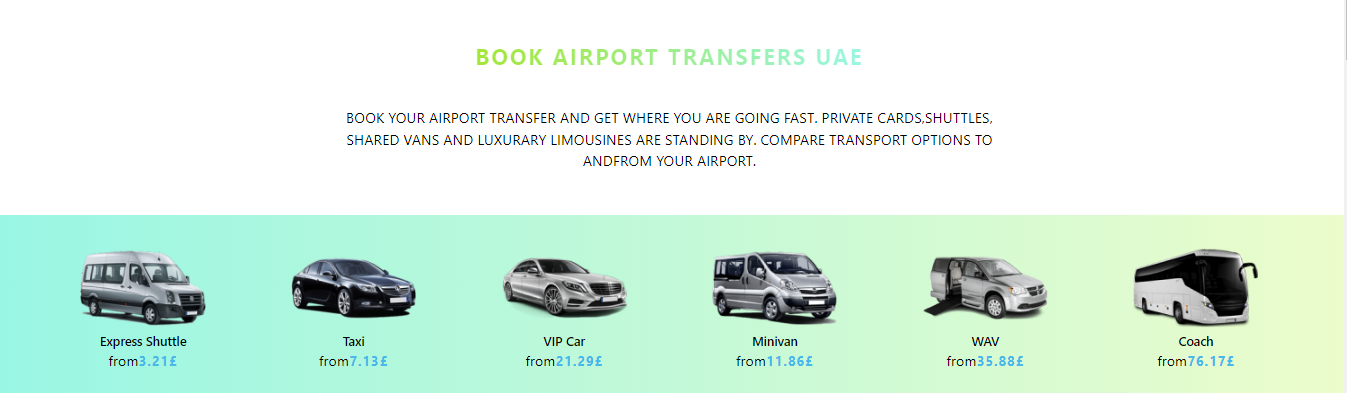 BOOK AIRPORT TRANSFERS UAE
BOOK YOUR AIRPORT TRANSFER AND GET WHERE YOU ARE GOING FAST. PRIVATE CARDS,SHUTTLES,
SHARED VANS AND LUXURARY LIMOUSINES ARE STANDING BY. COMPARE TRANSPORT OPTIONS TO
ANDFROM YOUR AIRPORT.
Express Shuttle
from3.21£
Taxi
from7.13£
VIP Car
from21.29£
Minivan
from11.86£
WAV
from35.88£
Coach
from76.17£